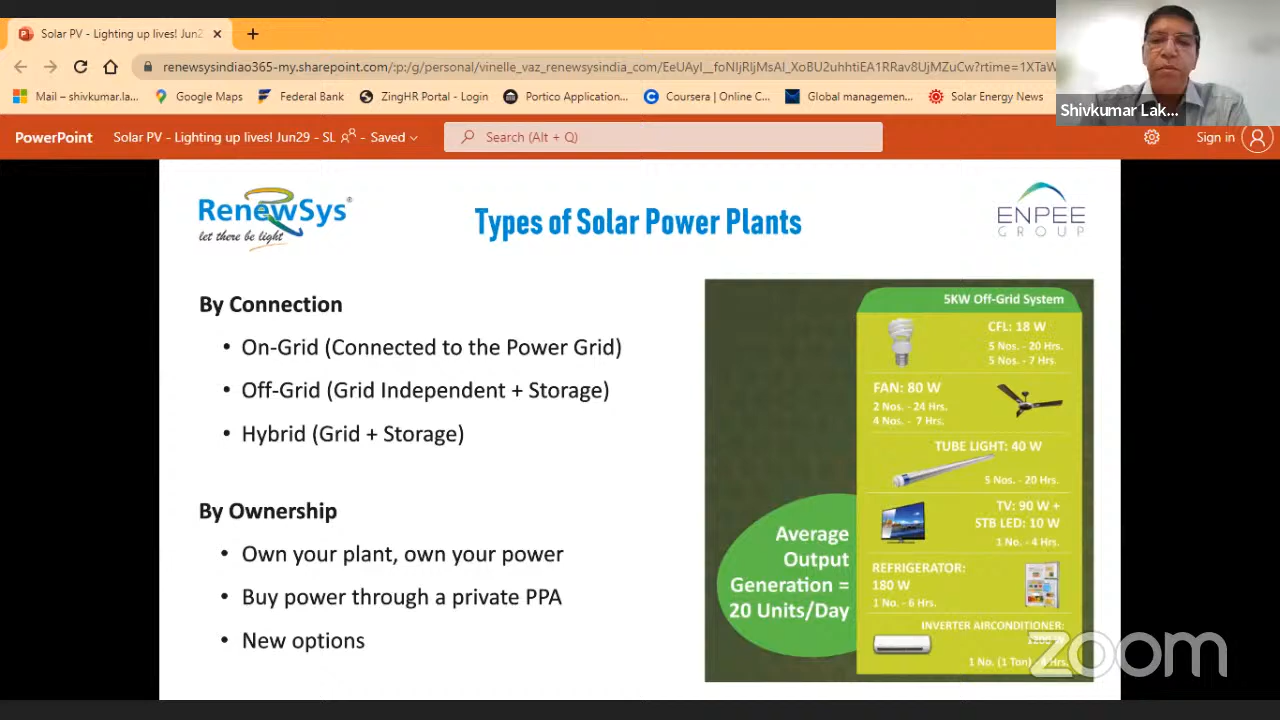 Solar PV - Lighting up lives! Jun2
renewsysindiao365-my.sharepoint.com/:p:/g/personal/vinelle_vaz_renewsysindia_com/EeUAyI__foNIjRljMsAl_XoBU2uhhtiEA1RRav8UjMZuCw?rtime=1XTaW
Mail – shivkumar.la... Google Maps Federal Bank ZingHR Portal - Login Portico Application... Coursera | Online C... Global managemen... Solar Energy News
Shivkumar Lak...
PowerPoint Solar PV - Lighting up lives! Jun29 - SL - Saved Search (Alt + Q) Sign in
RenewSys®
let there be light
Types of Solar Power Plants
ENPEE
GROUP
By Connection
• On-Grid (Connected to the Power Grid)
• Off-Grid (Grid Independent + Storage)
• Hybrid (Grid + Storage)
By Ownership
• Own your plant, own your power
• Buy power through a private PPA
• New options
5KW Off-Grid System
CFL: 18 W
5 Nos. - 20 Hrs.
5 Nos. - 7 Hrs.
FAN: 80 W
2 Nos. - 24 Hrs.
4 Nos. - 7 Hrs.
TUBE LIGHT: 40 W
5 Nos. - 20 Hrs.
TV: 90 W +
STB LED: 10 W
1 No. - 4 Hrs.
REFRIGERATOR:
180 W
1 No. - 6 Hrs.
INVERTER AIRCONDITIONER:
1 No. (1 Ton) - 4 Hrs.
Average
Output
Generation =
20 Units/Day
zoom